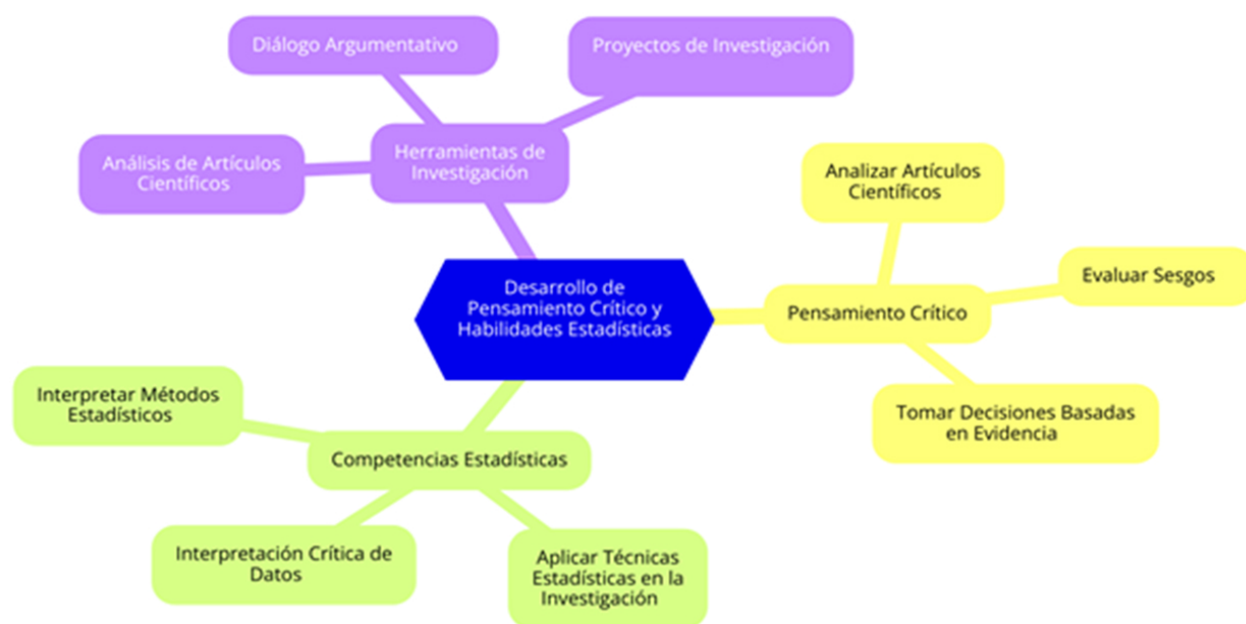 Diálogo Argumentativo
Proyectos de Investigación
Análisis de Artículos
Científicos
Herramientas de
Investigación
Analizar Artículos
Científicos
Evaluar Sesgos
Pensamiento Crítico
Tomar Decisiones Basadas
en Evidencia
Desarrollo de
Pensamiento Crítico y
Habilidades Estadísticas
Interpretar Métodos
Estadísticos
Competencias Estadísticas
Interpretación Crítica de
Datos
Aplicar Técnicas
Estadísticas en la
Investigación